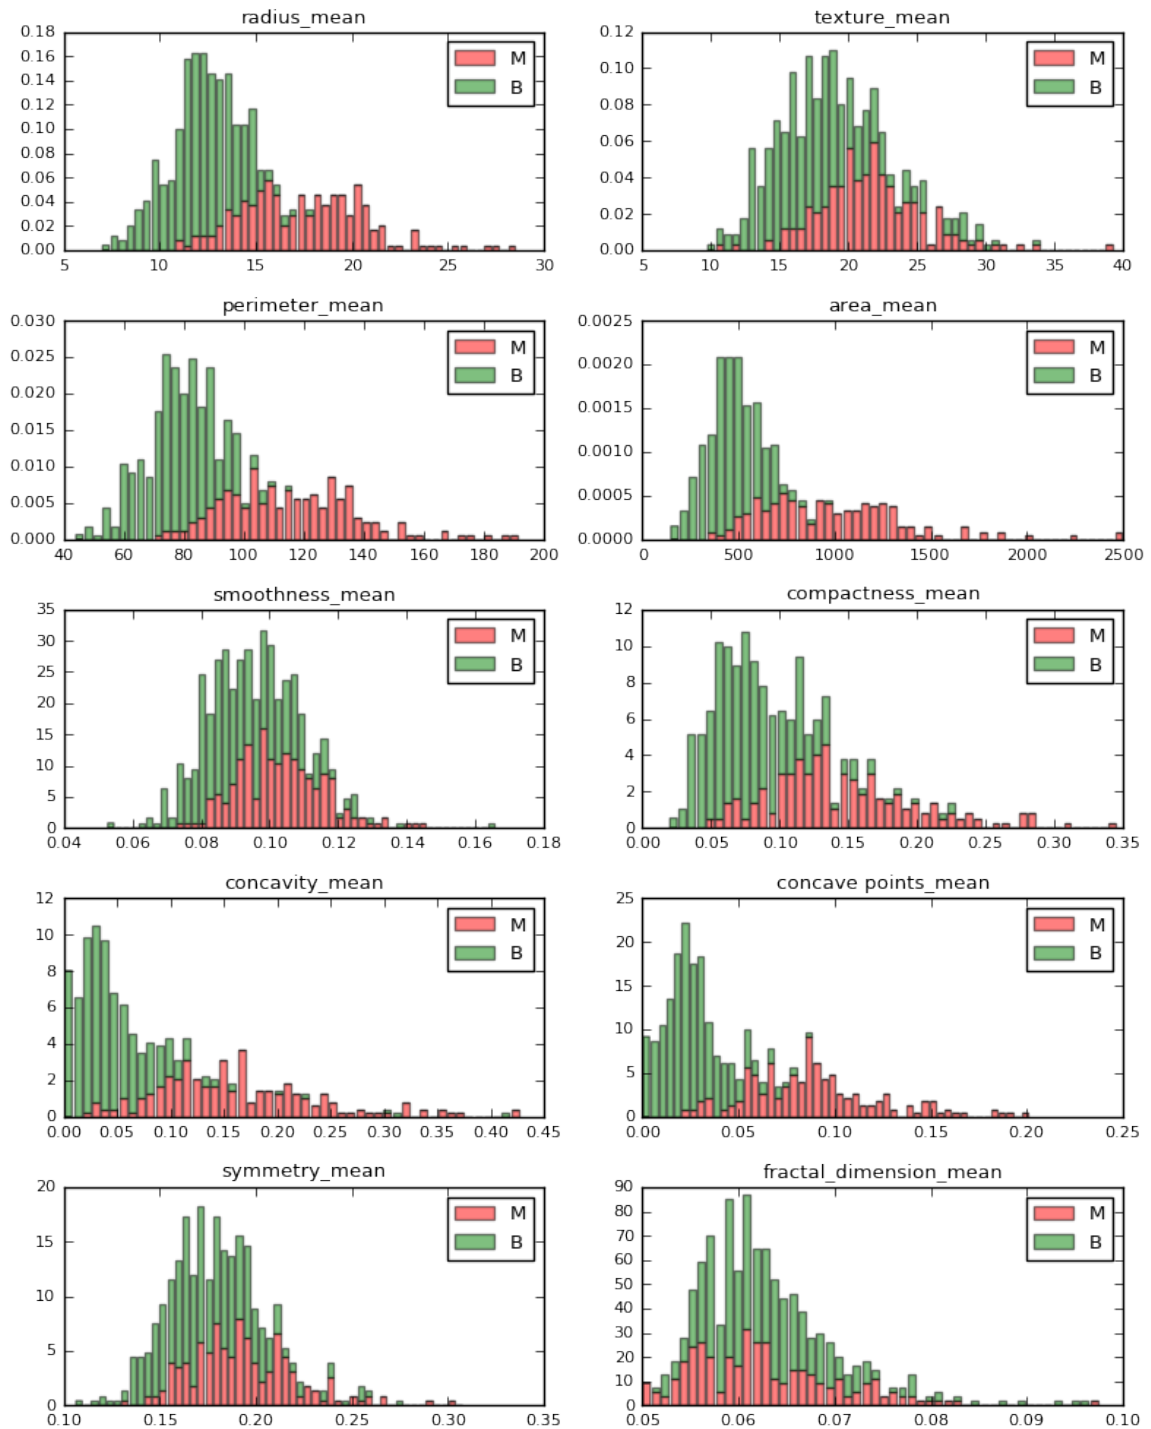 radius_mean
0.18
0.16
0.14
0.12
0.10
0.08
0.06
0.04
0.02
0.00
5 10 15 20 25 30
M
B
texture_mean
0.12
0.10
0.08
0.06
0.04
0.02
0.00
5 10 15 20 25 30 35 40
M
B
perimeter_mean
0.030
0.025
0.020
0.015
0.010
0.005
0.000
40 60 80 100 120 140 160 180 200
M
B
area_mean
0.0025
0.0020
0.0015
0.0010
0.0005
0.0000
0 500 1000 1500 2000 2500
M
B
smoothness_mean
35
30
25
20
15
10
5
0
0.04 0.06 0.08 0.10 0.12 0.14 0.16 0.18
M
B
compactness_mean
12
10
8
6
4
2
0
0.00 0.05 0.10 0.15 0.20 0.25 0.30 0.35
M
B
concavity_mean
12
10
8
6
4
2
0
0.00 0.05 0.10 0.15 0.20 0.25 0.30 0.35 0.40 0.45
M
B
concave points_mean
25
20
15
10
5
0
0.00 0.05 0.10 0.15 0.20 0.25
M
B
symmetry_mean
20
15
10
5
0
0.10 0.15 0.20 0.25 0.30 0.35
M
B
fractal_dimension_mean
90
80
70
60
50
40
30
20
10
0
0.05 0.06 0.07 0.08 0.09 0.10
M
B